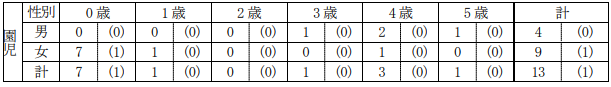 園児 性別 0歳 1歳 2歳 3歳 4歳 5歳 計
男 0 (0) 0 (0) 0 (0) 1 (0) 2 (0) 1 (0) 4 (0)
女 7 (1) 1 (0) 0 (0) 0 (0) 1 (0) 0 (0) 9 (1)
計 7 (1) 1 (0) 0 (0) 1 (0) 3 (0) 1 (0) 13 (1)